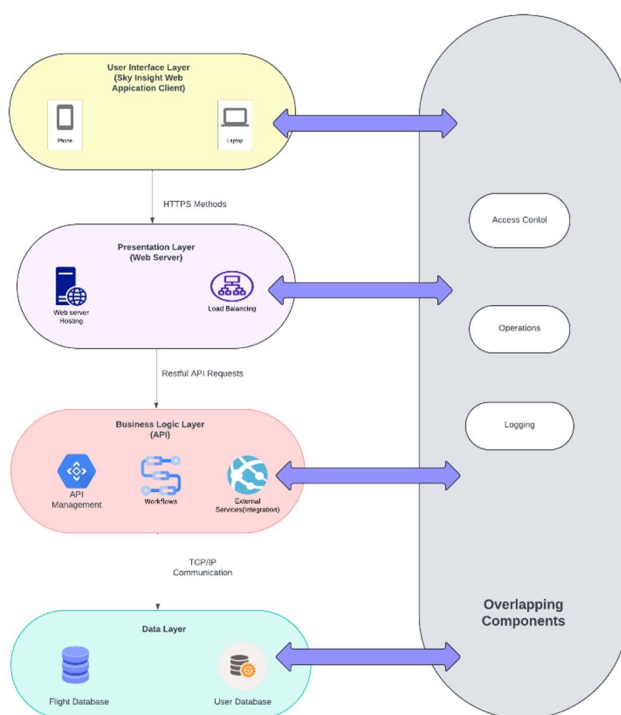 User Interface Layer
(Sky Insight Web
Appication Client)
Phone
Laptop
HTTPS Methods
Presentation Layer
(Web Server)
Web server
Hosting
Load Balancing
Restful API Requests
Business Logic Layer
(API)
API
Management
Workflows
External
Services(Integration)
TCP/IP
Communication
Data Layer
Flight Database
User Database
Access Contol
Operations
Logging
Overlapping
Components